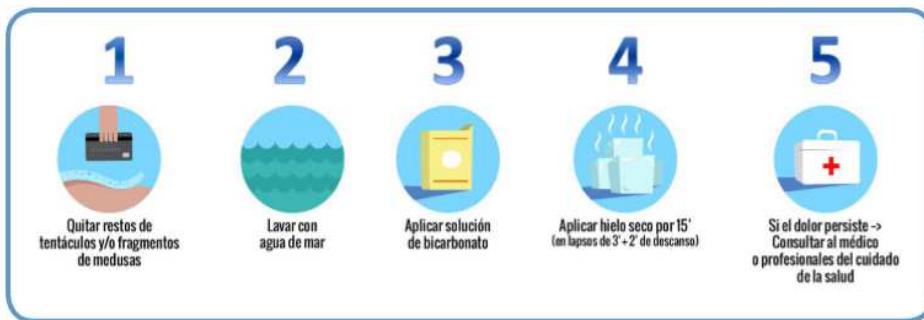 1
Quitar restos de
tentáculos y/o fragmentos
de medusas
2
Lavar con
agua de mar
3
Aplicar solución
de bicarbonato
4
Aplicar hielo seco por 15'
(en lapsos de 3'+2' de descanso)
5
Si el dolor persiste ->
Consultar al médico
o profesionales del cuidado
de la salud